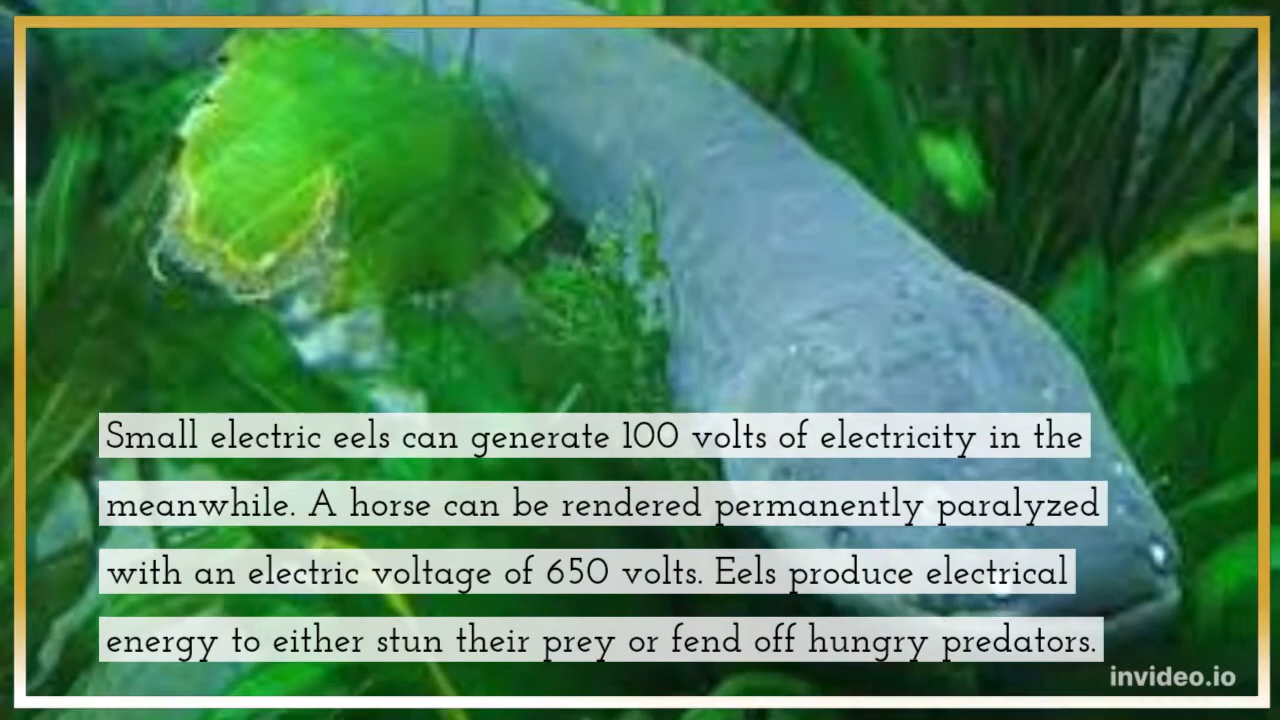 Small electric eels can generate 100 volts of electricity in the
meanwhile. A horse can be rendered permanently paralyzed
with an electric voltage of 650 volts. Eels produce electrical
energy to either stun their prey or fend off hungry predators.
invideo.io